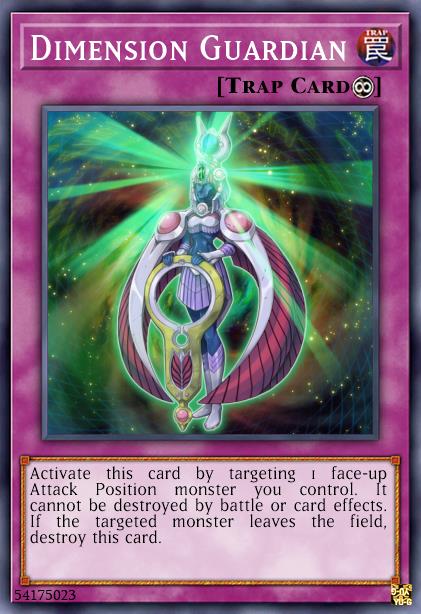 DIMENSION GUARDIAN
TRAP
罠
[TRAP CARD♾]
Activate this card by targeting 1 face-up
Attack Position monster you control. It
cannot be destroyed by battle or card effects.
If the targeted monster leaves the field,
destroy this card.
54175023